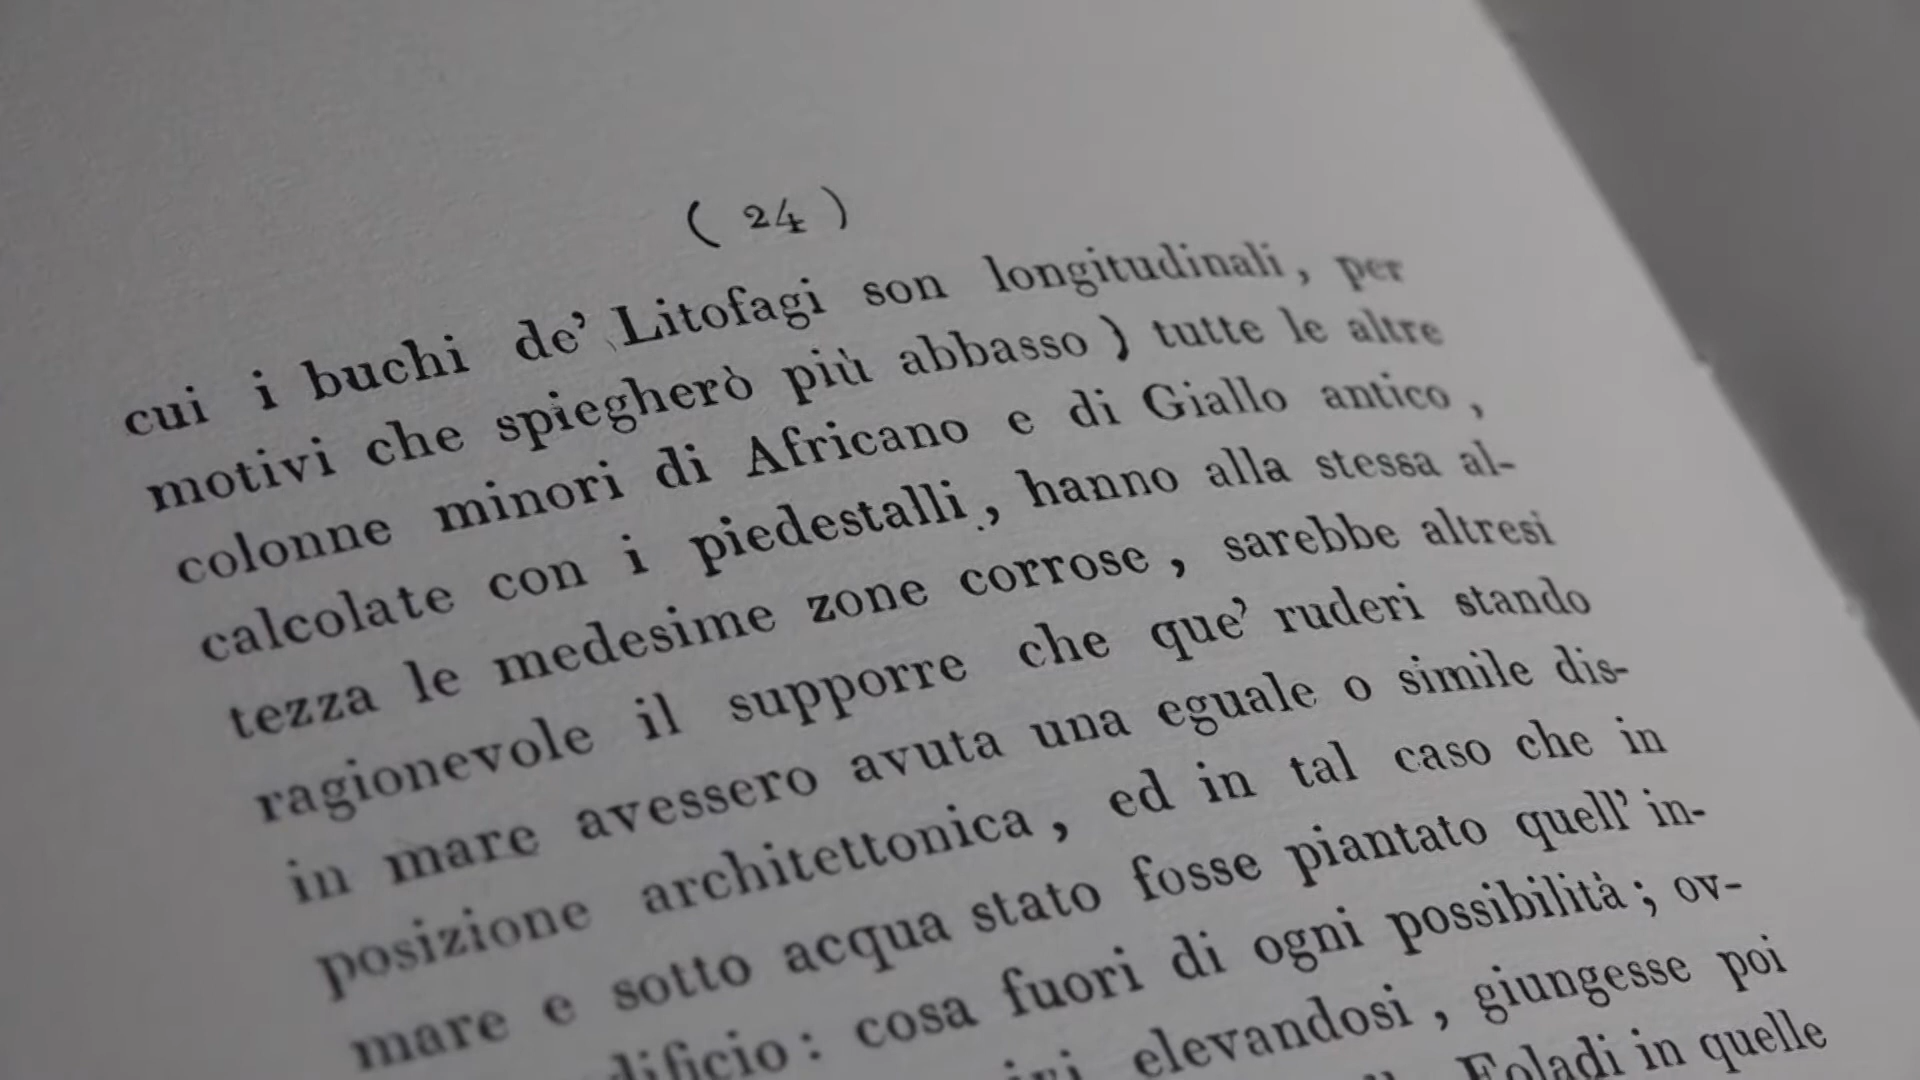 ( 24 )
cui i buchi de' Litofagi son longitudinali, per
motivi che spiegherò più abbasso ) tutte le altre
colonne minori di Africano e di Giallo antico,
calcolate con i piedestalli, hanno alla stessa al-
tezza le medesime zone corrose, sarebbe altresì
ragionevole il supporre che que' ruderi stando
in mare avessero avuta una eguale o simile dis-
posizione architettonica, ed in tal caso che in
mare e sotto acqua stato fosse piantato quell' in-
cosa fuori di ogni possibilità; ov-
elevandosi, giungesse poi
Foladi in quelle